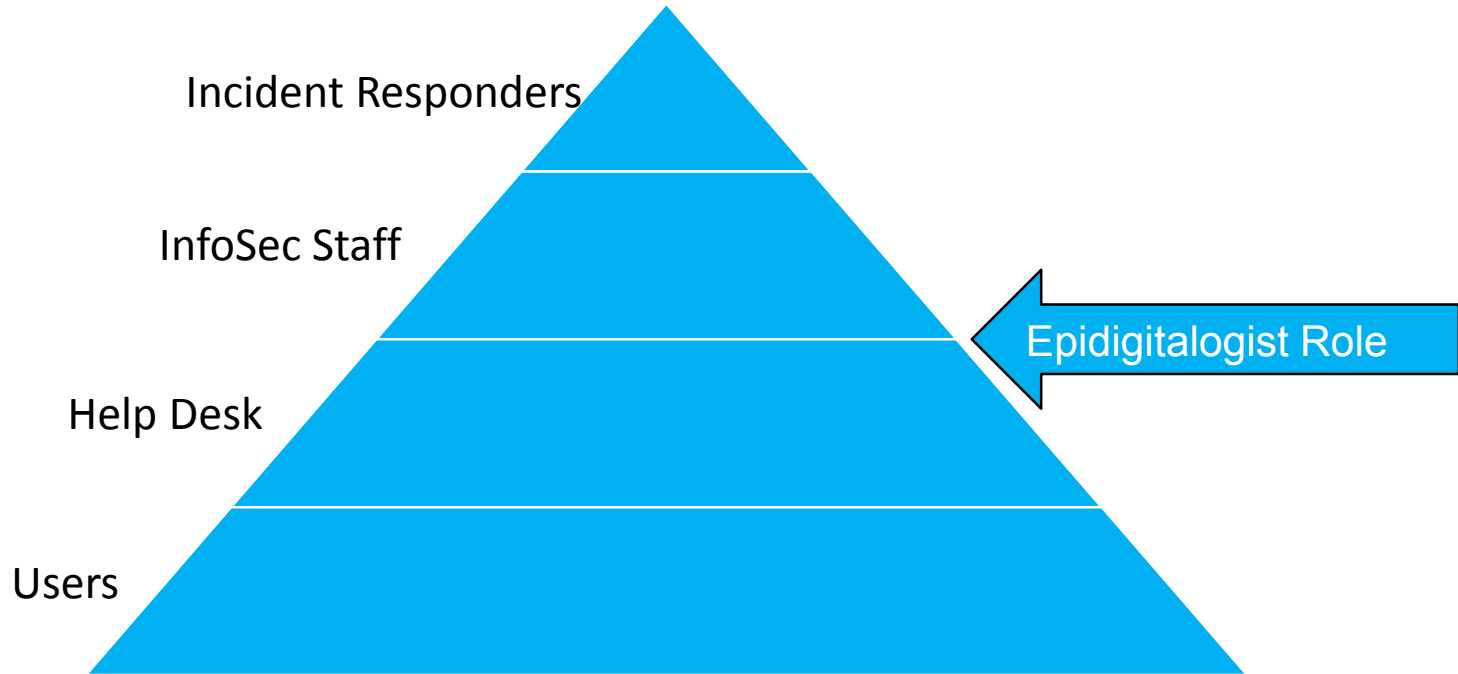 Incident Responders
InfoSec Staff
Epidigitalogist Role
Help Desk
Users